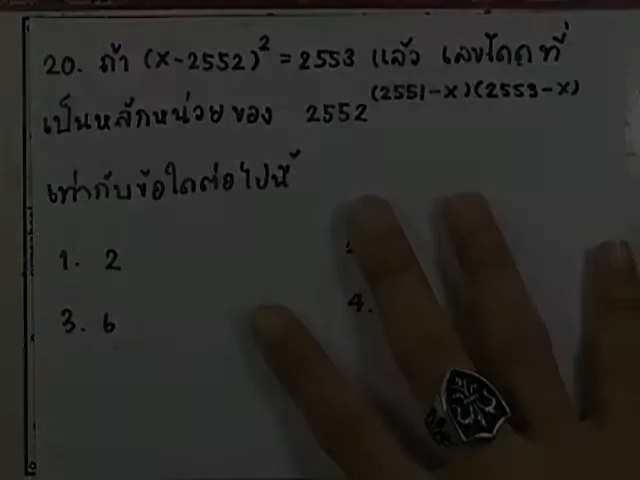 20. ถ้า (x-2552)² = 2553 แล้ว เลขโดดที่
เป็นหลักหน่วยของ 2552^(2551-x)(2553-x)
เท่ากับข้อใดต่อไปนี้
1. 2
3. 6
4.